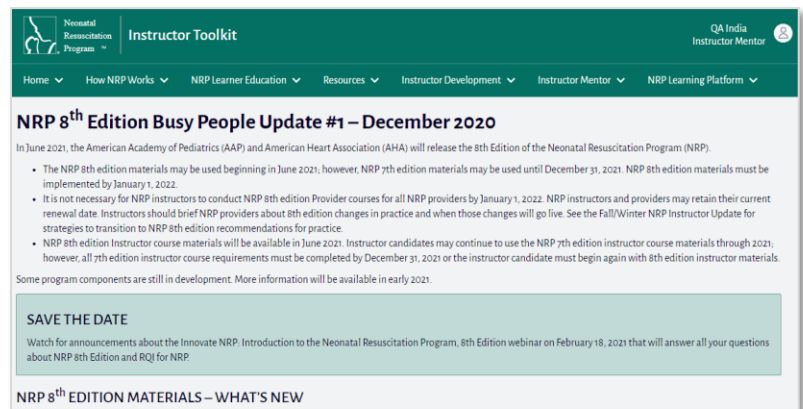 Neonatal
Resuscitation
Program ™
Instructor Toolkit
QA India
Instructor Mentor
Home How NRP Works NRP Learner Education Resources Instructor Development Instructor Mentor NRP Learning Platform
NRP 8th Edition Busy People Update #1 – December 2020
In June 2021, the American Academy of Pediatrics (AAP) and American Heart Association (AHA) will release the 8th Edition of the Neonatal Resuscitation Program (NRP).
• The NRP 8th edition materials may be used beginning in June 2021; however, NRP 7th edition materials may be used until December 31, 2021. NRP 8th edition materials must be
implemented by January 1, 2022.
• It is not necessary for NRP instructors to conduct NRP 8th edition Provider courses for all NRP providers by January 1, 2022. NRP instructors and providers may retain their current
renewal date. Instructors should brief NRP providers about 8th edition changes in practice and when those changes will go live. See the Fall/Winter NRP Instructor Update for
strategies to transition to NRP 8th edition recommendations for practice.
• NRP 8th edition Instructor course materials will be available in June 2021. Instructor candidates may continue to use the NRP 7th edition instructor course materials through 2021;
however, all 7th edition instructor course requirements must be completed by December 31, 2021 or the instructor candidate must begin again with 8th edition instructor materials.
Some program components are still in development. More information will be available in early 2021.
SAVE THE DATE
Watch for announcements about the Innovate NRP: Introduction to the Neonatal Resuscitation Program, 8th Edition webinar on February 18, 2021 that will answer all your questions
about NRP 8th Edition and RQI for NRP.
NRP 8th EDITION MATERIALS – WHAT'S NEW